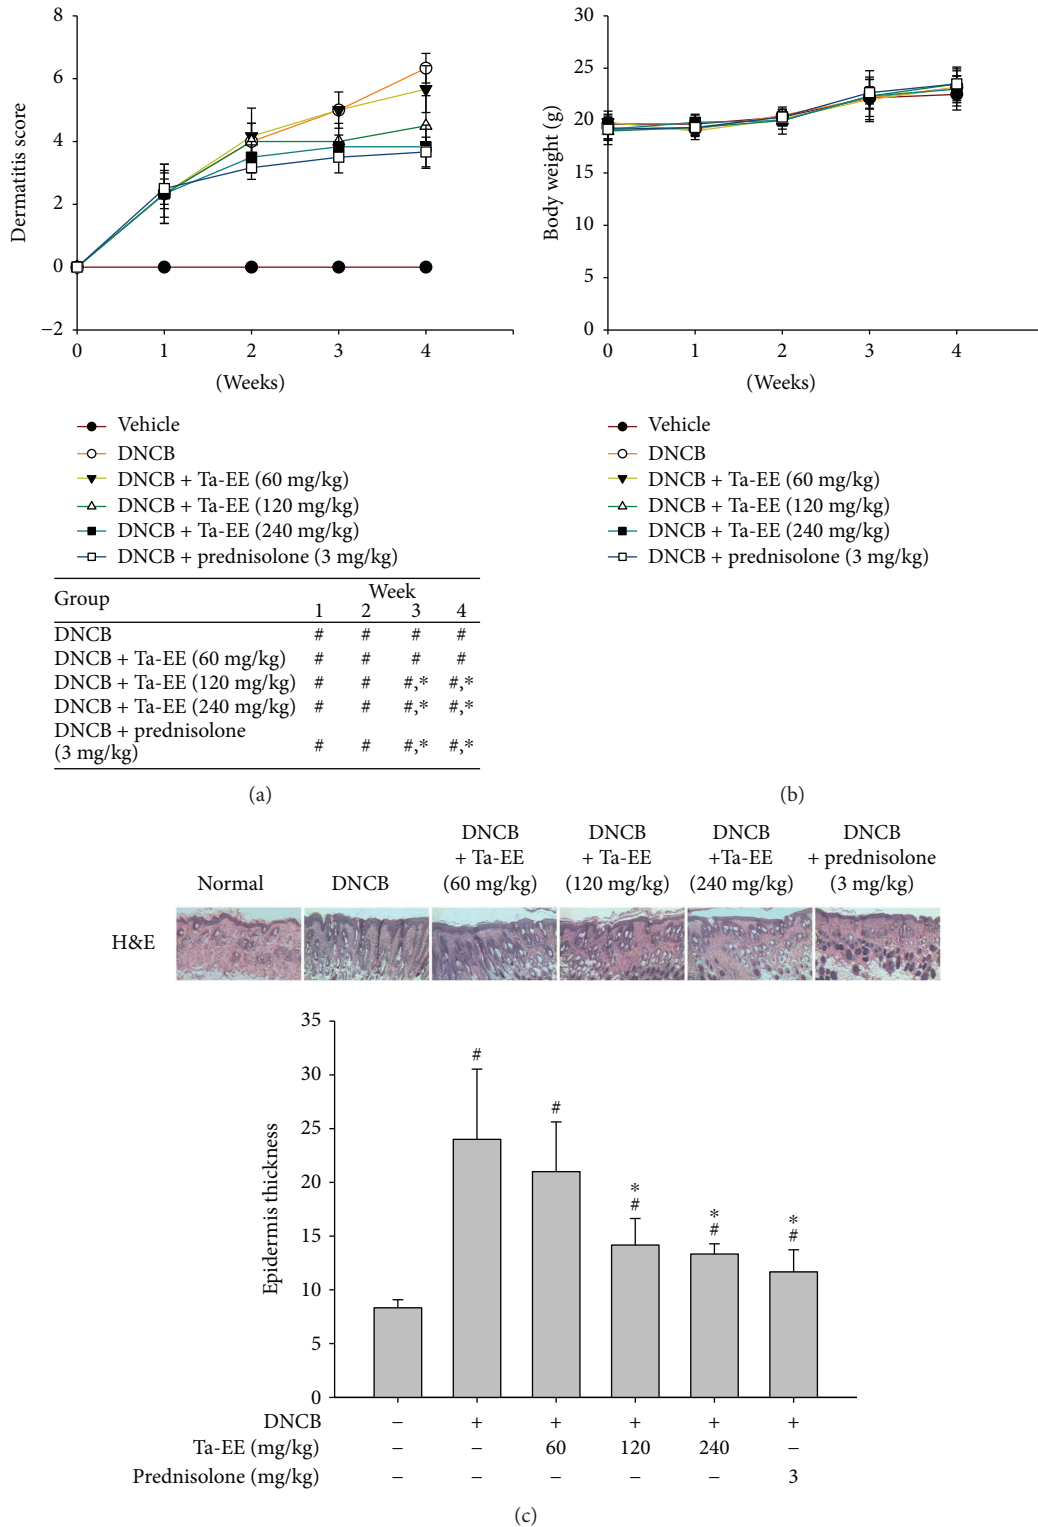 8
6
4
2
0
−2
Dermatitis score
0 1 2 3 4
(Weeks)
Vehicle
DNCB
DNCB + Ta-EE (60 mg/kg)
DNCB + Ta-EE (120 mg/kg)
DNCB + Ta-EE (240 mg/kg)
DNCB + prednisolone (3 mg/kg)
Group Week
1 2 3 4
DNCB # # # #
DNCB + Ta-EE (60 mg/kg) # # # #
DNCB + Ta-EE (120 mg/kg) # # #,* #,*
DNCB + Ta-EE (240 mg/kg) # # #,* #,*
DNCB + prednisolone
(3 mg/kg) # # #,* #,*
(a)
30
25
20
15
10
5
0
Body weight (g)
0 1 2 3 4
(Weeks)
Vehicle
DNCB
DNCB + Ta-EE (60 mg/kg)
DNCB + Ta-EE (120 mg/kg)
DNCB + Ta-EE (240 mg/kg)
DNCB + prednisolone (3 mg/kg)
(b)
Normal
DNCB
DNCB
+ Ta-EE
(60 mg/kg)
DNCB
+ Ta-EE
(120 mg/kg)
DNCB
+Ta-EE
(240 mg/kg)
DNCB
+ prednisolone
(3 mg/kg)
H&E
35
30
25
20
15
10
5
0
Epidermis thickness
#
#
*
#
*
#
*
#
DNCB − + + + + +
Ta-EE (mg/kg) − − 60 120 240 −
Prednisolone (mg/kg) − − − − − 3
(c)